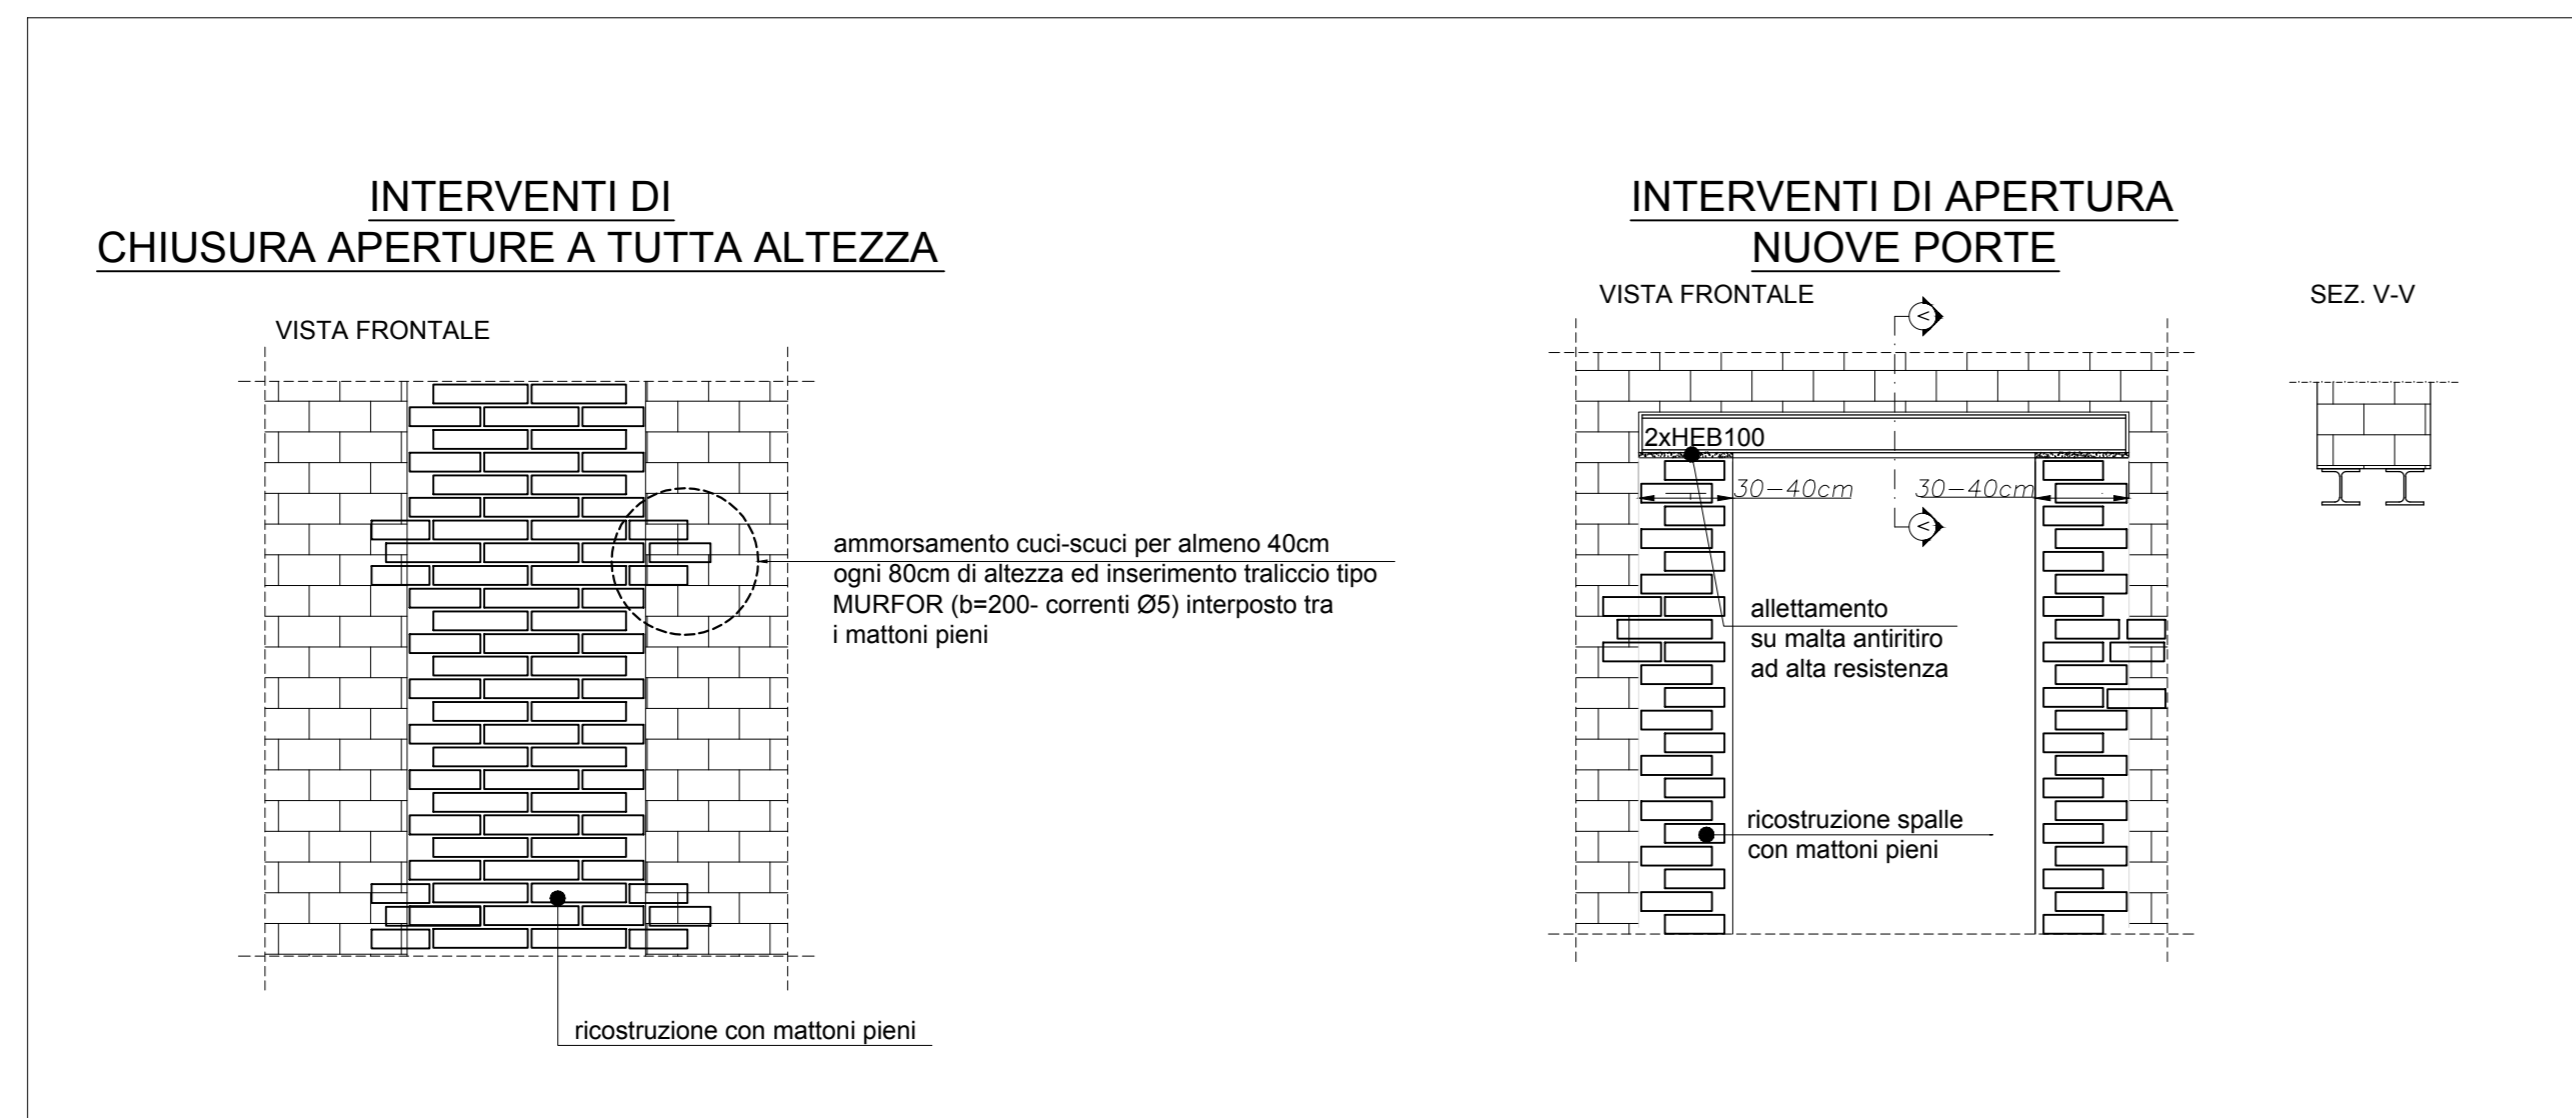 INTERVENTI DI
CHIUSURA APERTURE A TUTTA ALTEZZA
VISTA FRONTALE
ammorsamento cuci-scuci per almeno 40cm
ogni 80cm di altezza ed inserimento traliccio tipo
MURFOR (b=200- correnti Ø5) interposto tra
i mattoni pieni
ricostruzione con mattoni pieni
INTERVENTI DI APERTURA
NUOVE PORTE
VISTA FRONTALE
SEZ. V-V
V
2xHEB100
30-40cm
30-40cm
V
allettamento
su malta antiritiro
ad alta resistenza
ricostruzione spalle
con mattoni pieni